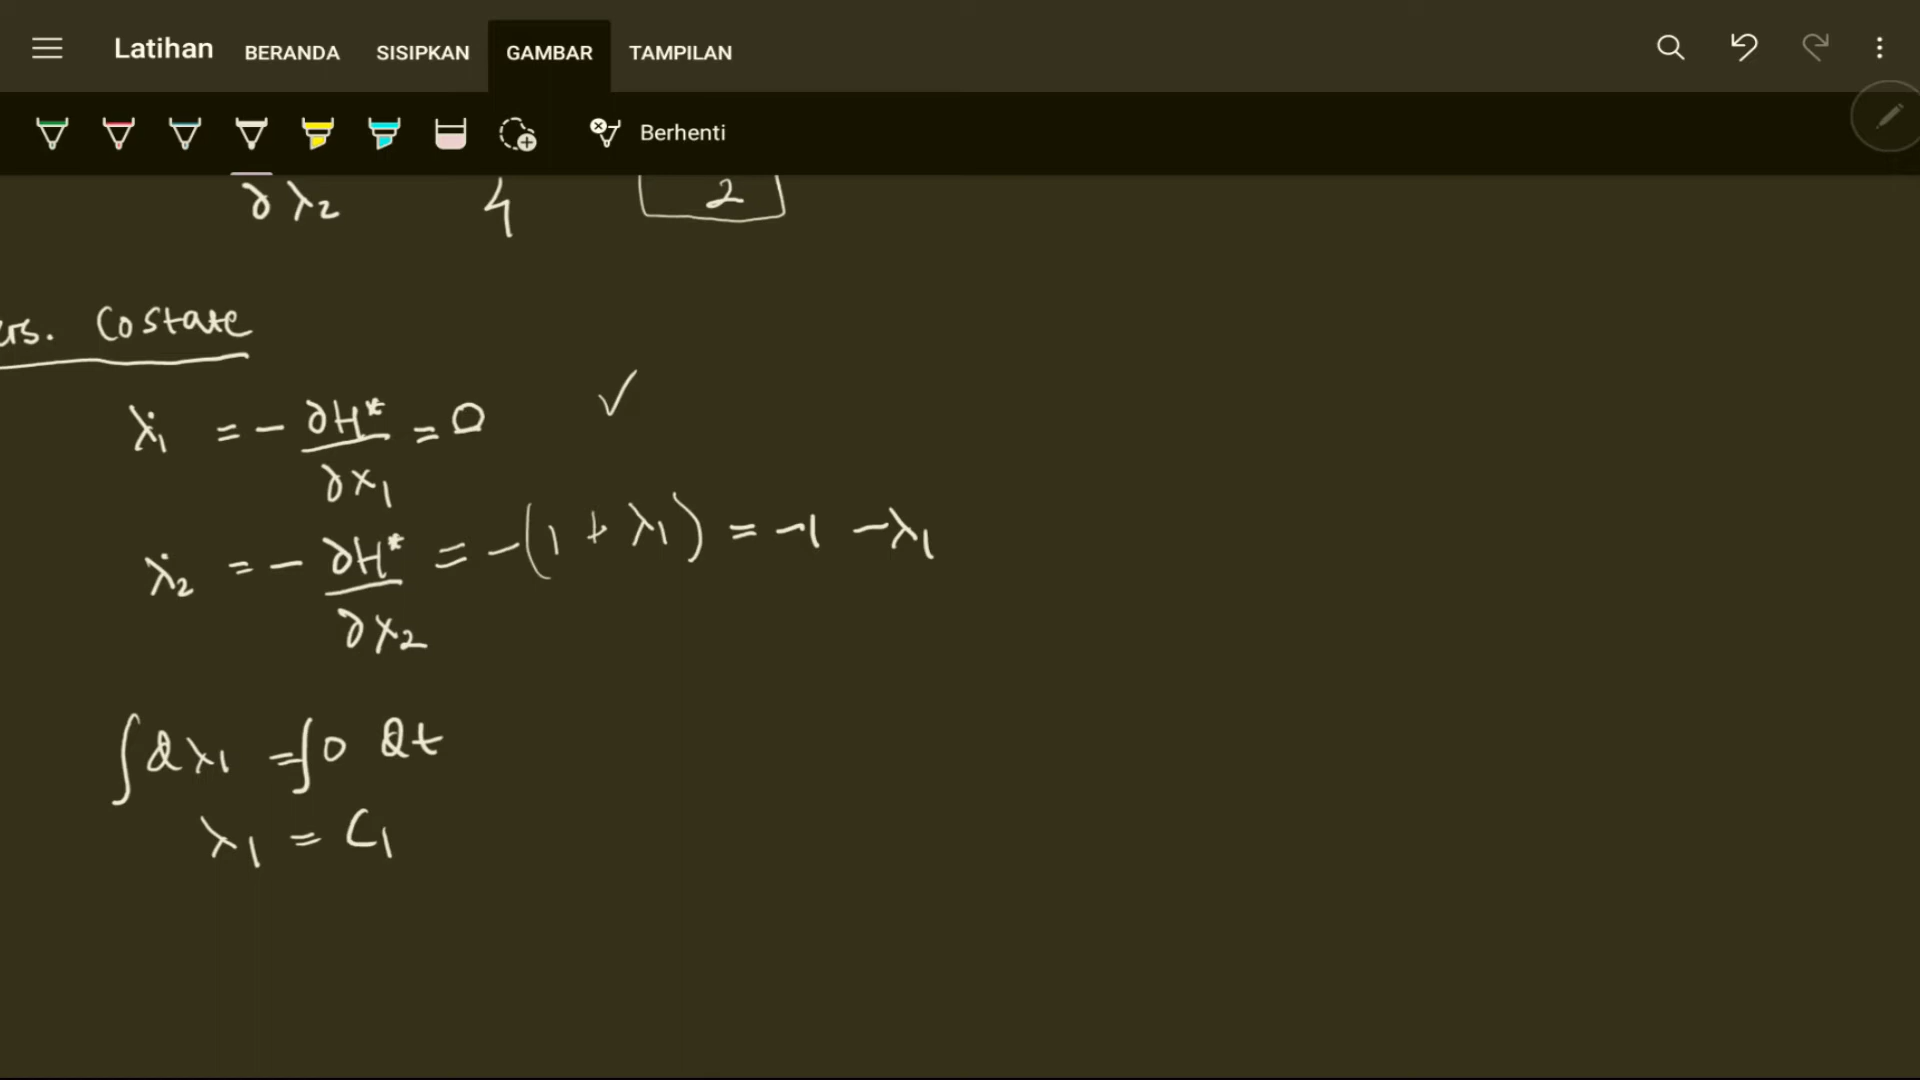 Latihan BERANDA SISIPKAN GAMBAR TAMPILAN
Berhenti
∂λ₂ 4 2
ers. Costate
λ̇₁ = - ∂H*/∂x₁ = 0 ✓
λ̇₂ = - ∂H*/∂x₂ = -(1 + λ₁) = -1 - λ₁
∫dλ₁ = ∫0 dt
λ₁ = C₁